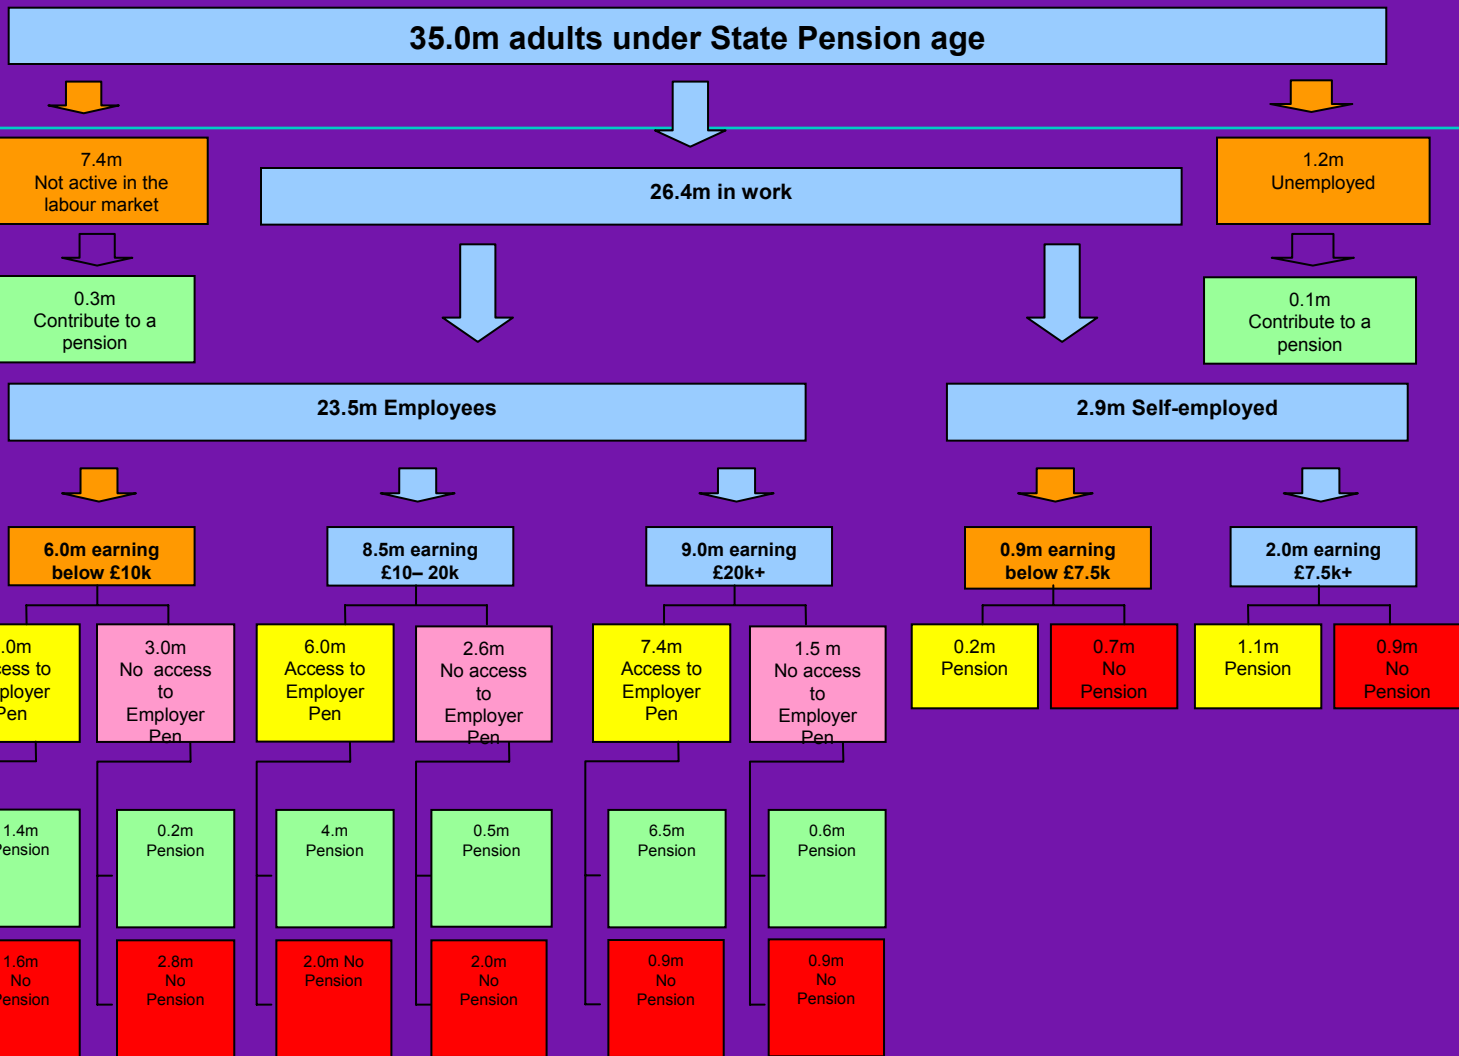 35.0m adults under State Pension age
7.4m
Not active in the
labour market
26.4m in work
1.2m
Unemployed
0.3m
Contribute to a
pension
0.1m
Contribute to a
pension
23.5m Employees
2.9m Self-employed
6.0m earning
below £10k
8.5m earning
£10– 20k
9.0m earning
£20k+
0.9m earning
below £7.5k
2.0m earning
£7.5k+
.0m
cess to
ployer
Pen
3.0m
No access
to
Employer
Pen
6.0m
Access to
Employer
Pen
2.6m
No access
to
Employer
Pen
7.4m
Access to
Employer
Pen
1.5 m
No access
to
Employer
Pen
0.2m
Pension
0.7m
No
Pension
1.1m
Pension
0.9m
No
Pension
1.4m
Pension
0.2m
Pension
4.m
Pension
0.5m
Pension
6.5m
Pension
0.6m
Pension
1.6m
No
Pension
2.8m
No
Pension
2.0m No
Pension
2.0m
No
Pension
0.9m
No
Pension
0.9m
No
Pension